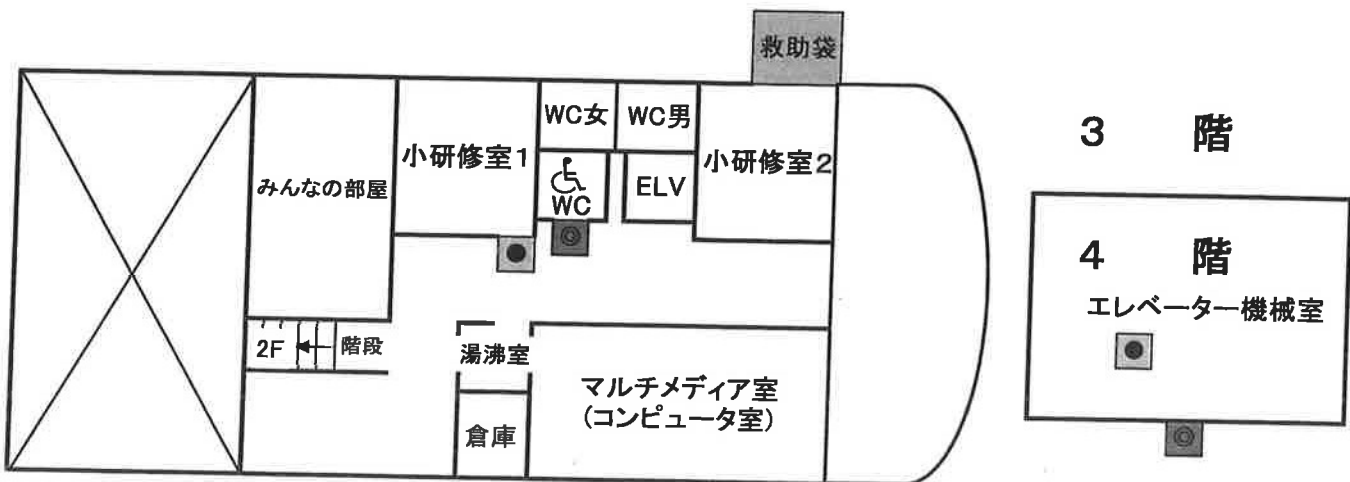 救助袋
WC女
WC男
小研修室1
小研修室2
みんなの部屋
WC
ELV
2F
階段
湯沸室
倉庫
マルチメディア室
(コンピュータ室)
3 階
4 階
エレベーター機械室